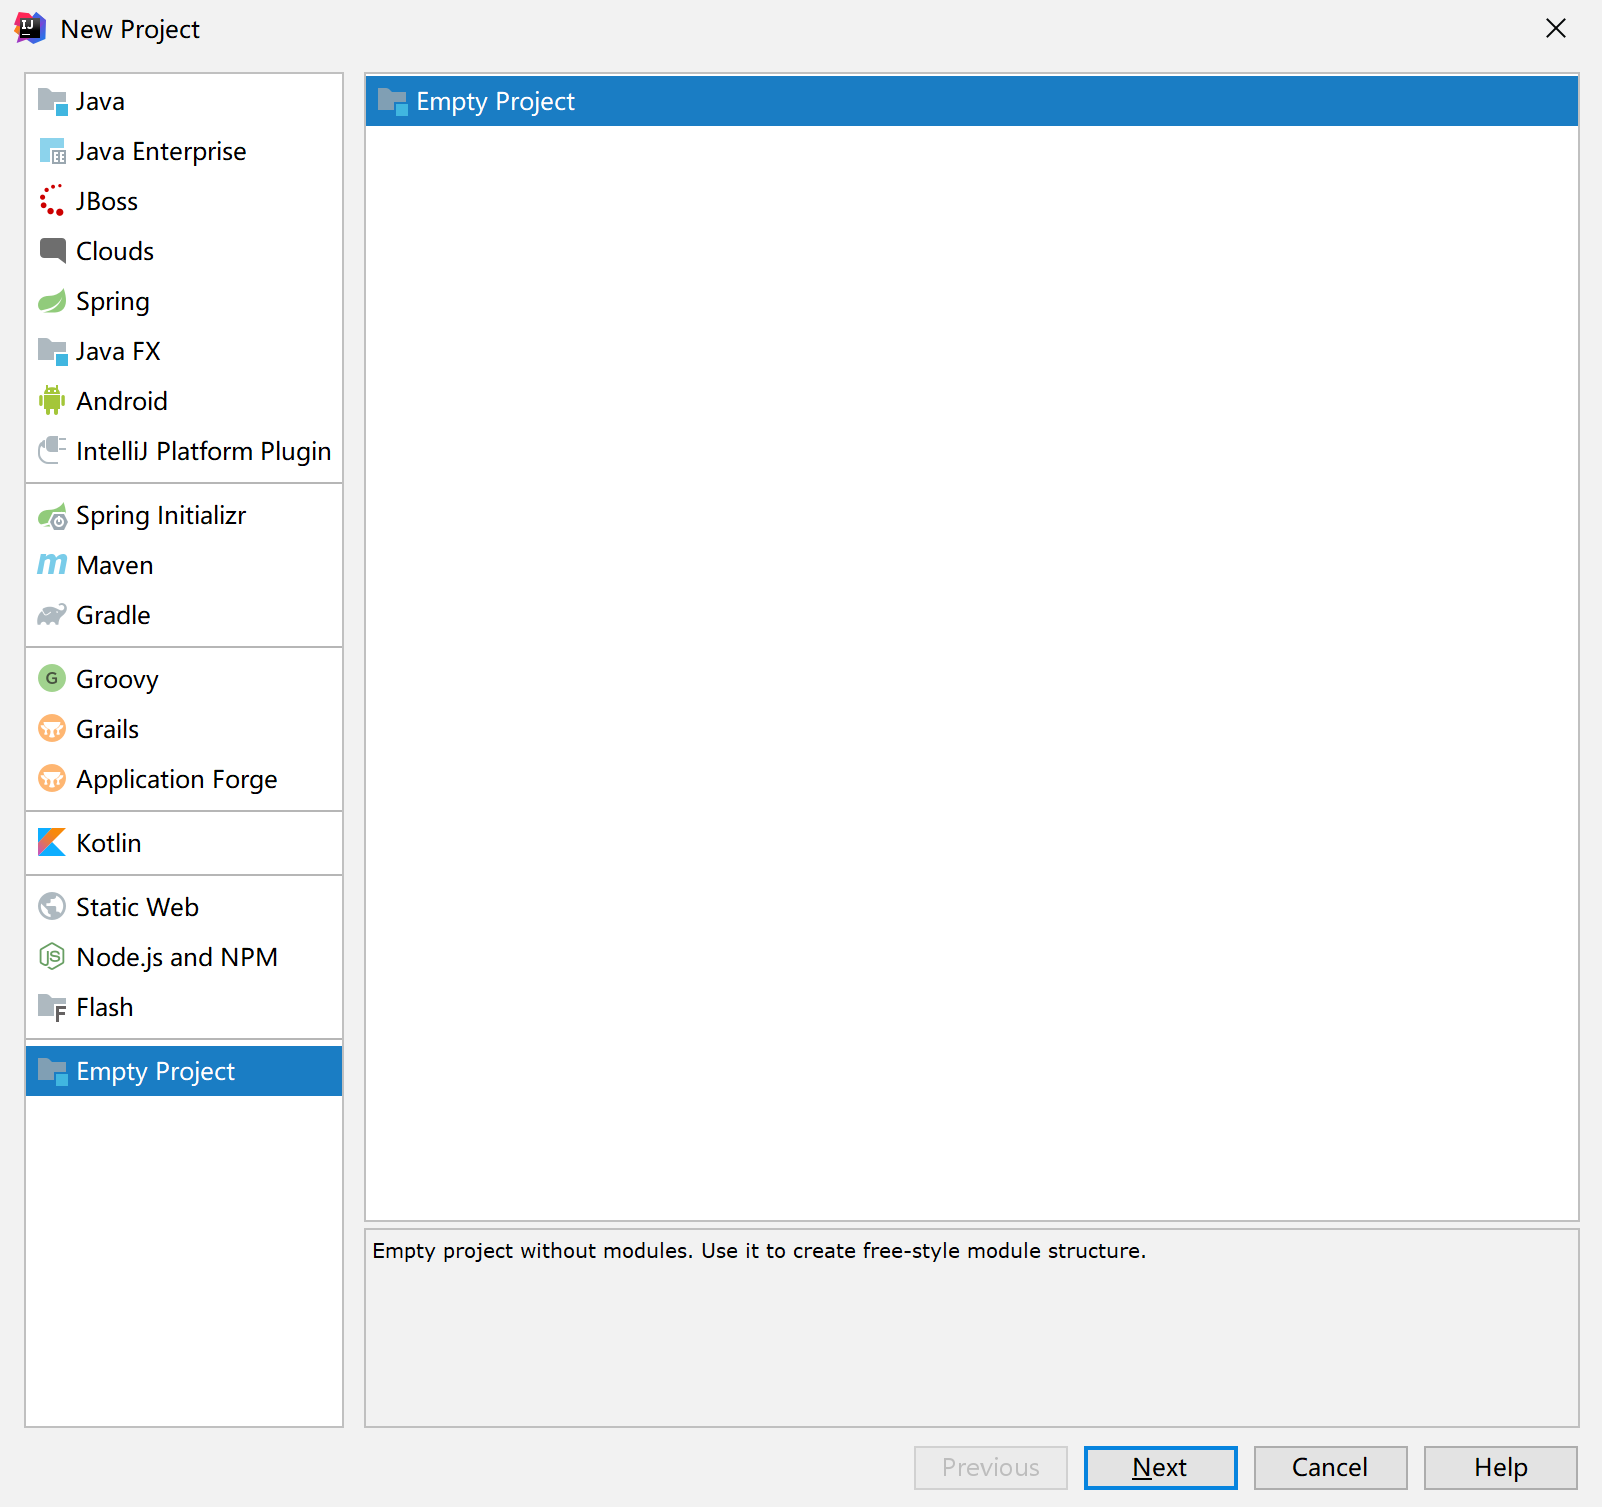 New Project
Java
Java Enterprise
JBoss
Clouds
Spring
Java FX
Android
IntelliJ Platform Plugin
Spring Initializr
Maven
Gradle
Groovy
Grails
Application Forge
Kotlin
Static Web
Node.js and NPM
Flash
Empty Project
Empty Project
Empty project without modules. Use it to create free-style module structure.
Previous
Next
Cancel
Help